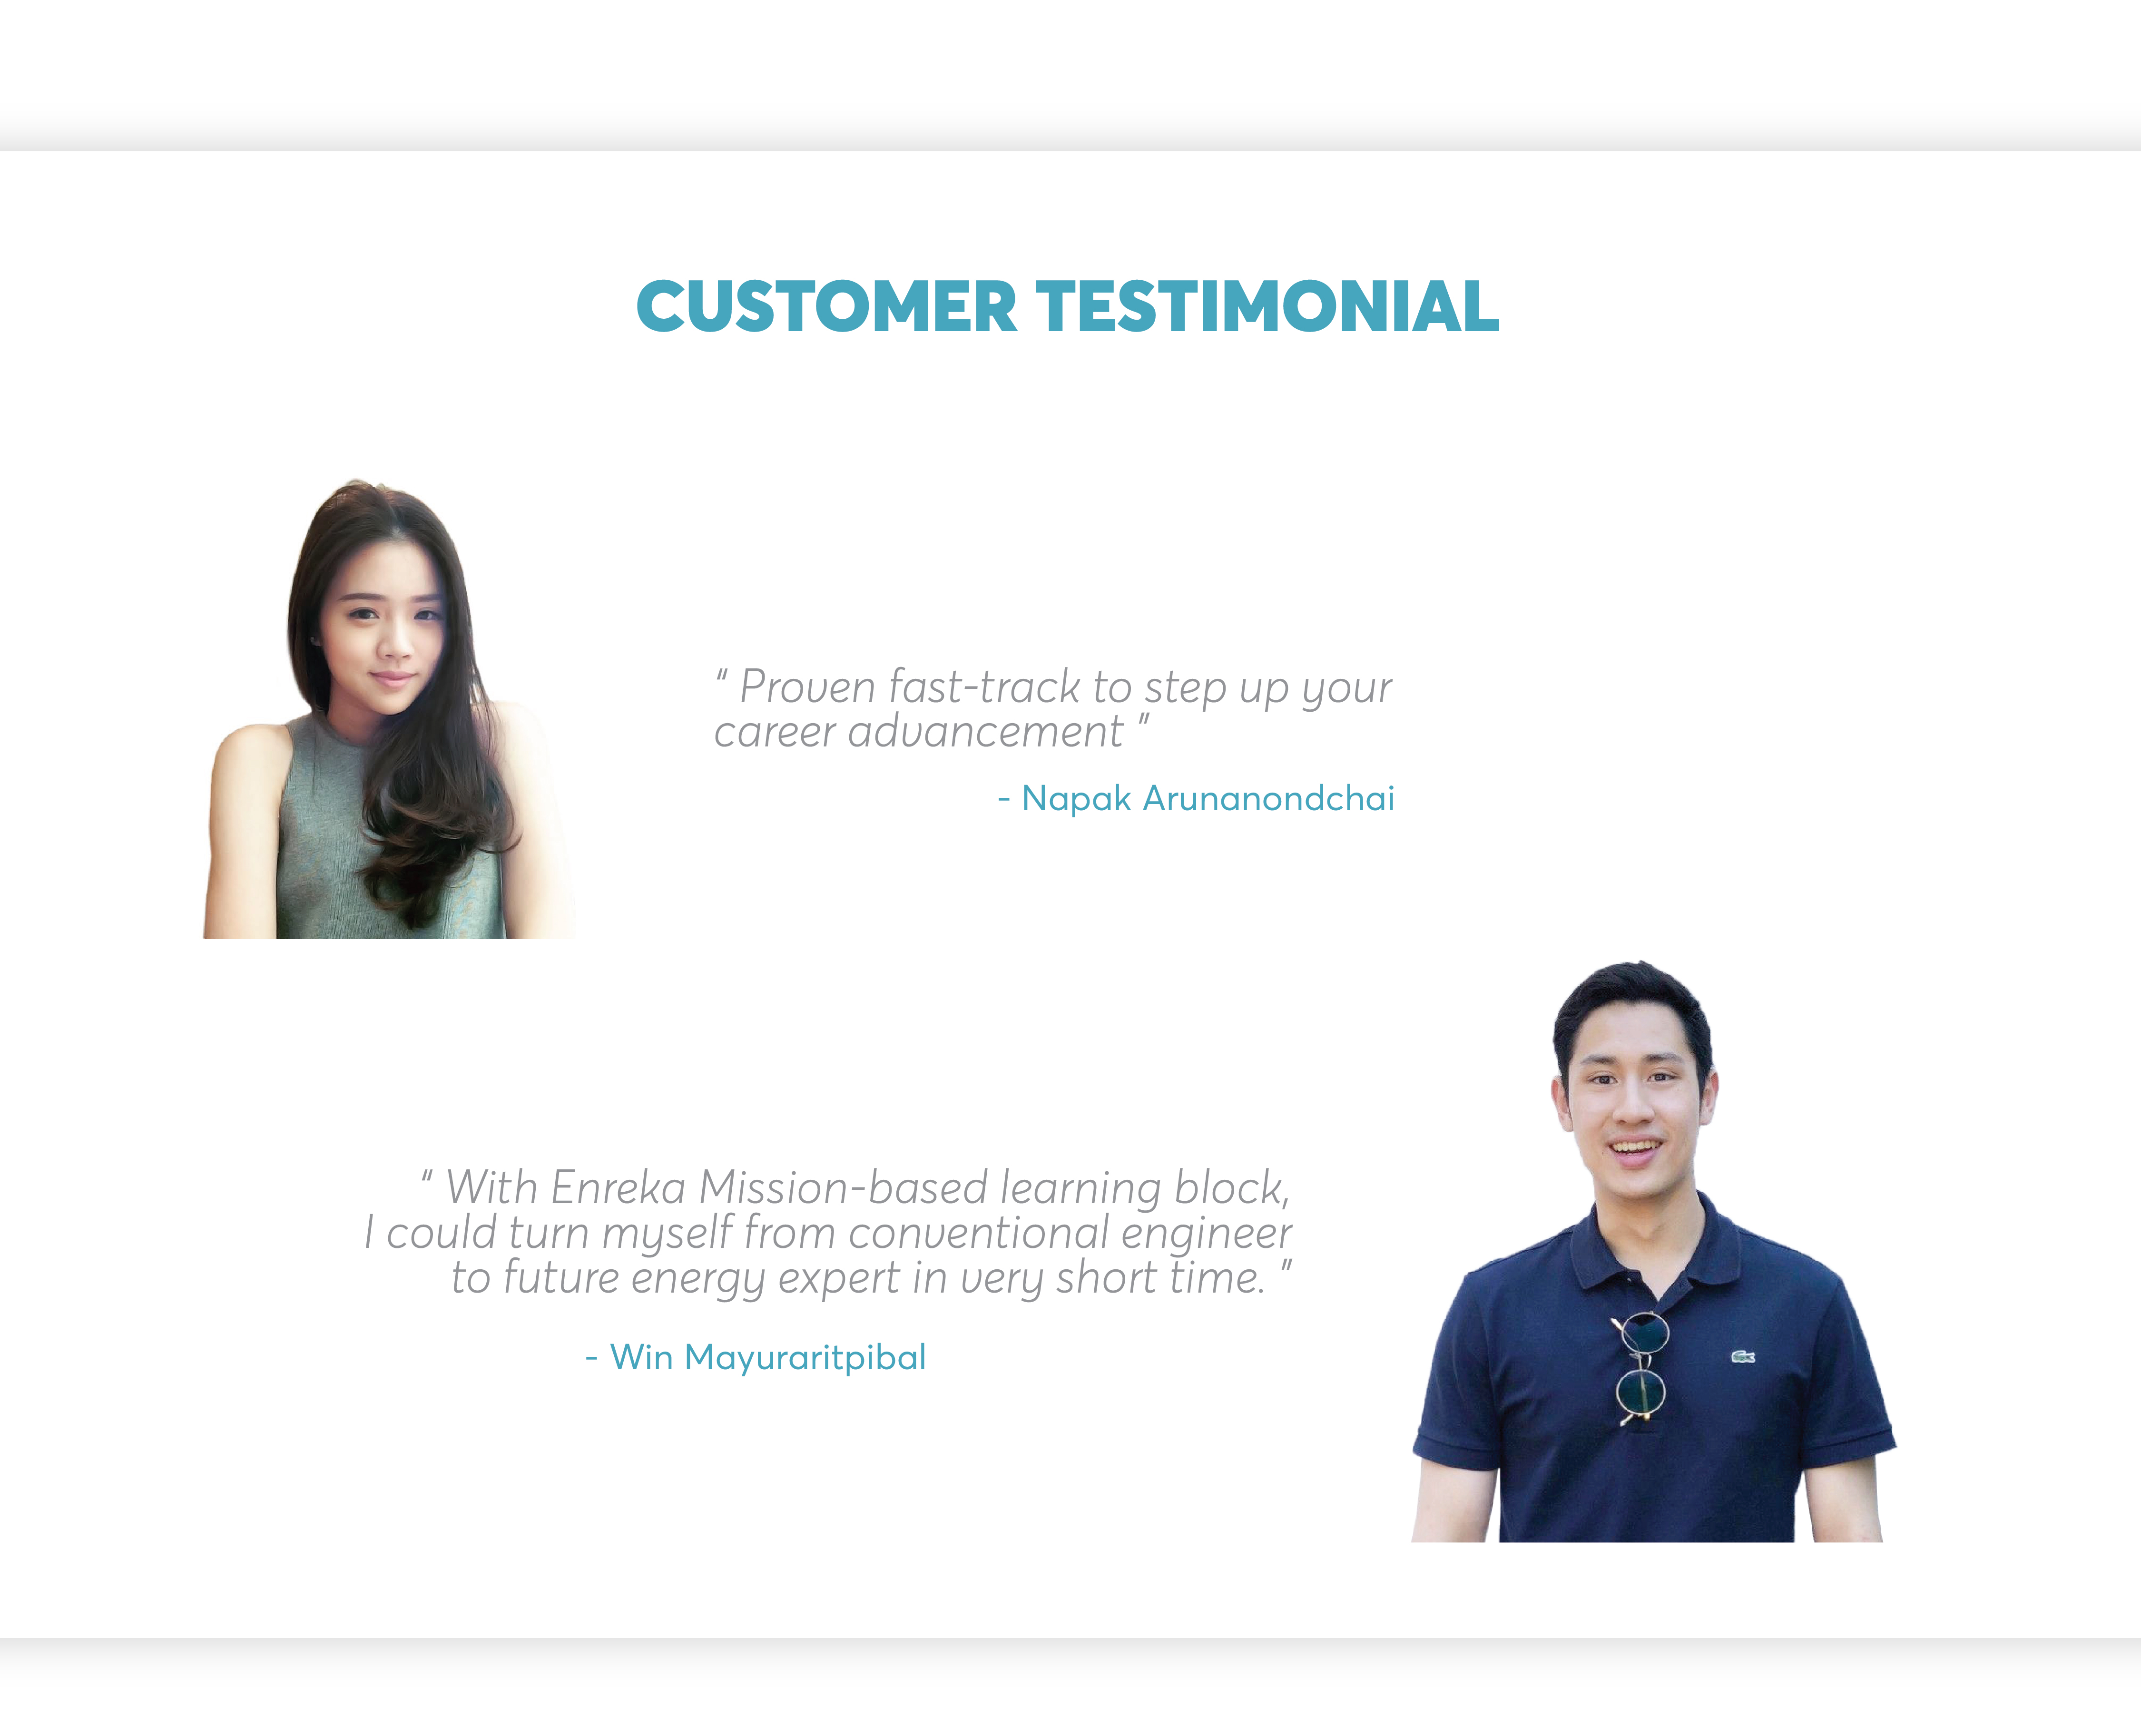 CUSTOMER TESTIMONIAL
“ Proven fast-track to step up your
career advancement ”
- Napak Arunanondchai
“ With Enreka Mission-based learning block,
I could turn myself from conventional engineer
to future energy expert in very short time. ”
- Win Mayuraritpibal